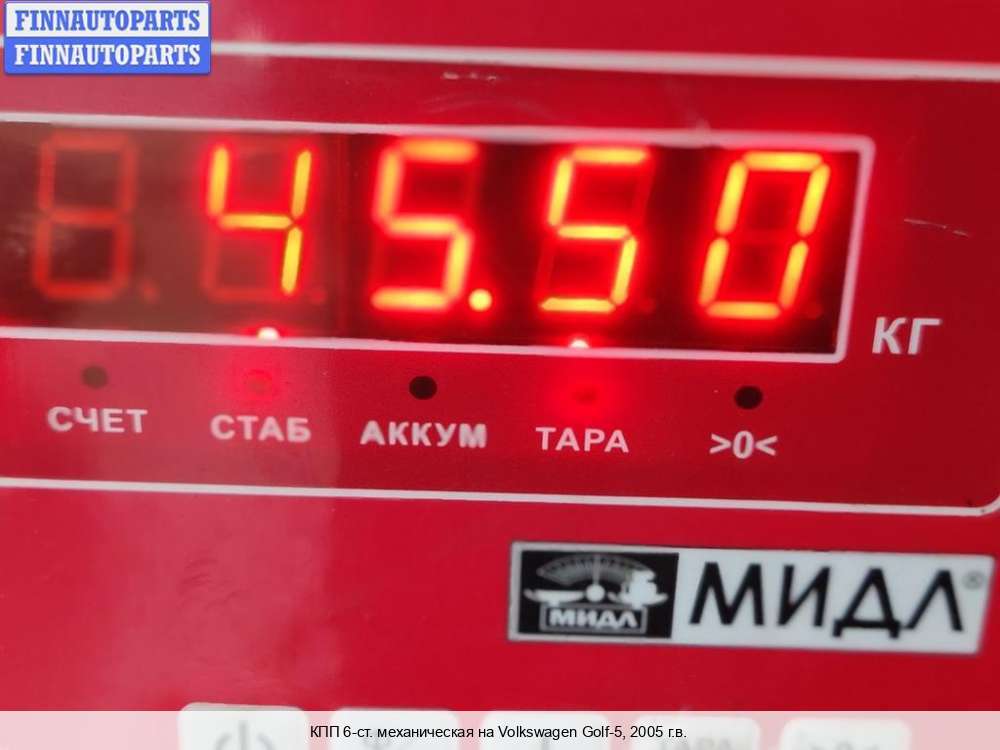 FINNAUTOPARTS
FINNAUTOPARTS
45.50
КГ
СЧЕТ СТАБ АККУМ ТАРА >0<
МИДЛ МИДЛ®
КПП 6-ст. механическая на Volkswagen Golf-5, 2005 г.в.